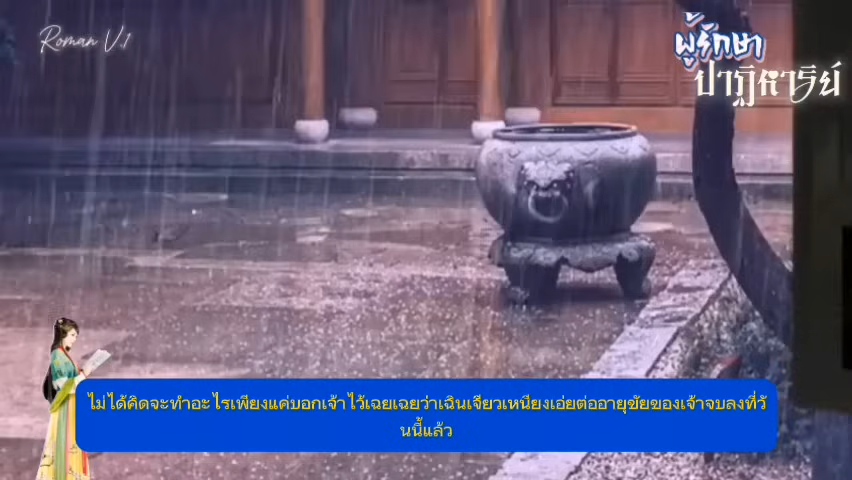 Roman V.1
ผู้รักษา
ปาฏิหาริย์
ไม่ได้คิดจะทำอะไรเพียงแค่บอกเจ้าไว้เฉยเฉยว่าเฉินเจียวเหนียงเอ่ยต่ออายุขัยของเจ้าจบลงที่วั
นนี้แล้ว